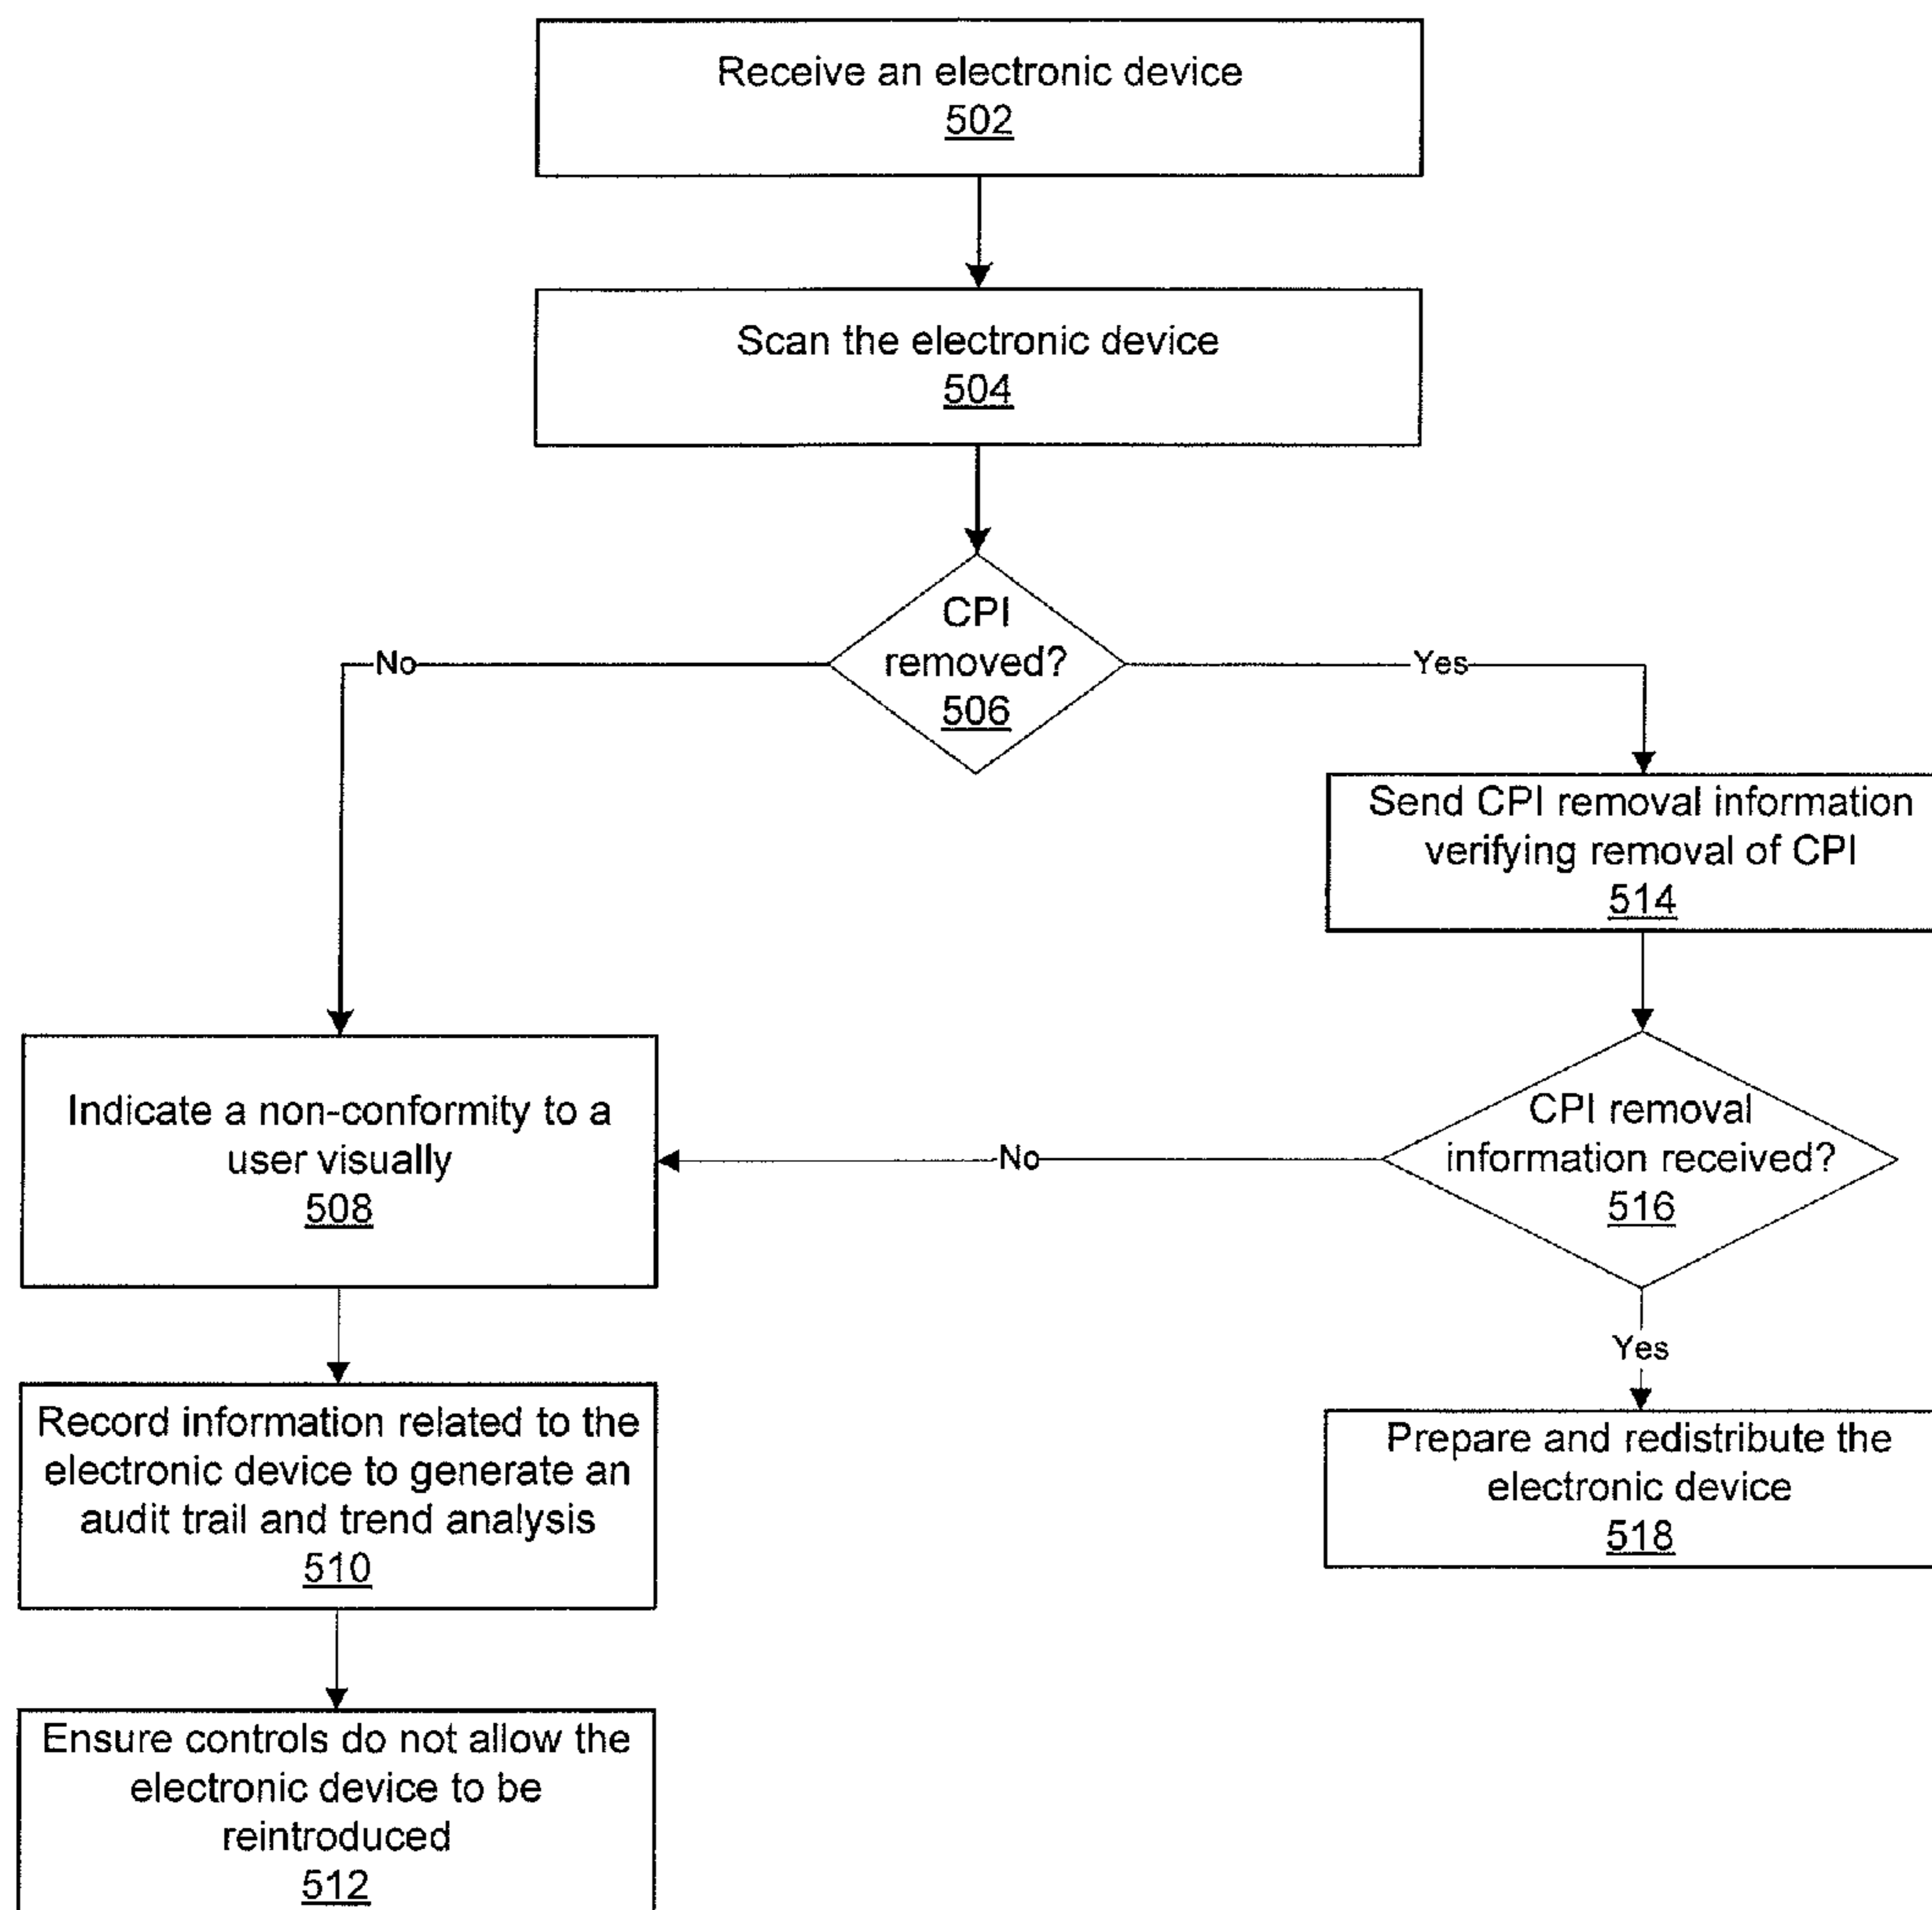 Receive an electronic device
502
Scan the electronic device
504
CPI
removed?
506
No
Yes
Send CPI removal information
verifying removal of CPI
514
Indicate a non-conformity to a
user visually
508
No
CPI removal
information received?
516
Yes
Record information related to the
electronic device to generate an
audit trail and trend analysis
510
Prepare and redistribute the
electronic device
518
Ensure controls do not allow the
electronic device to be
reintroduced
512